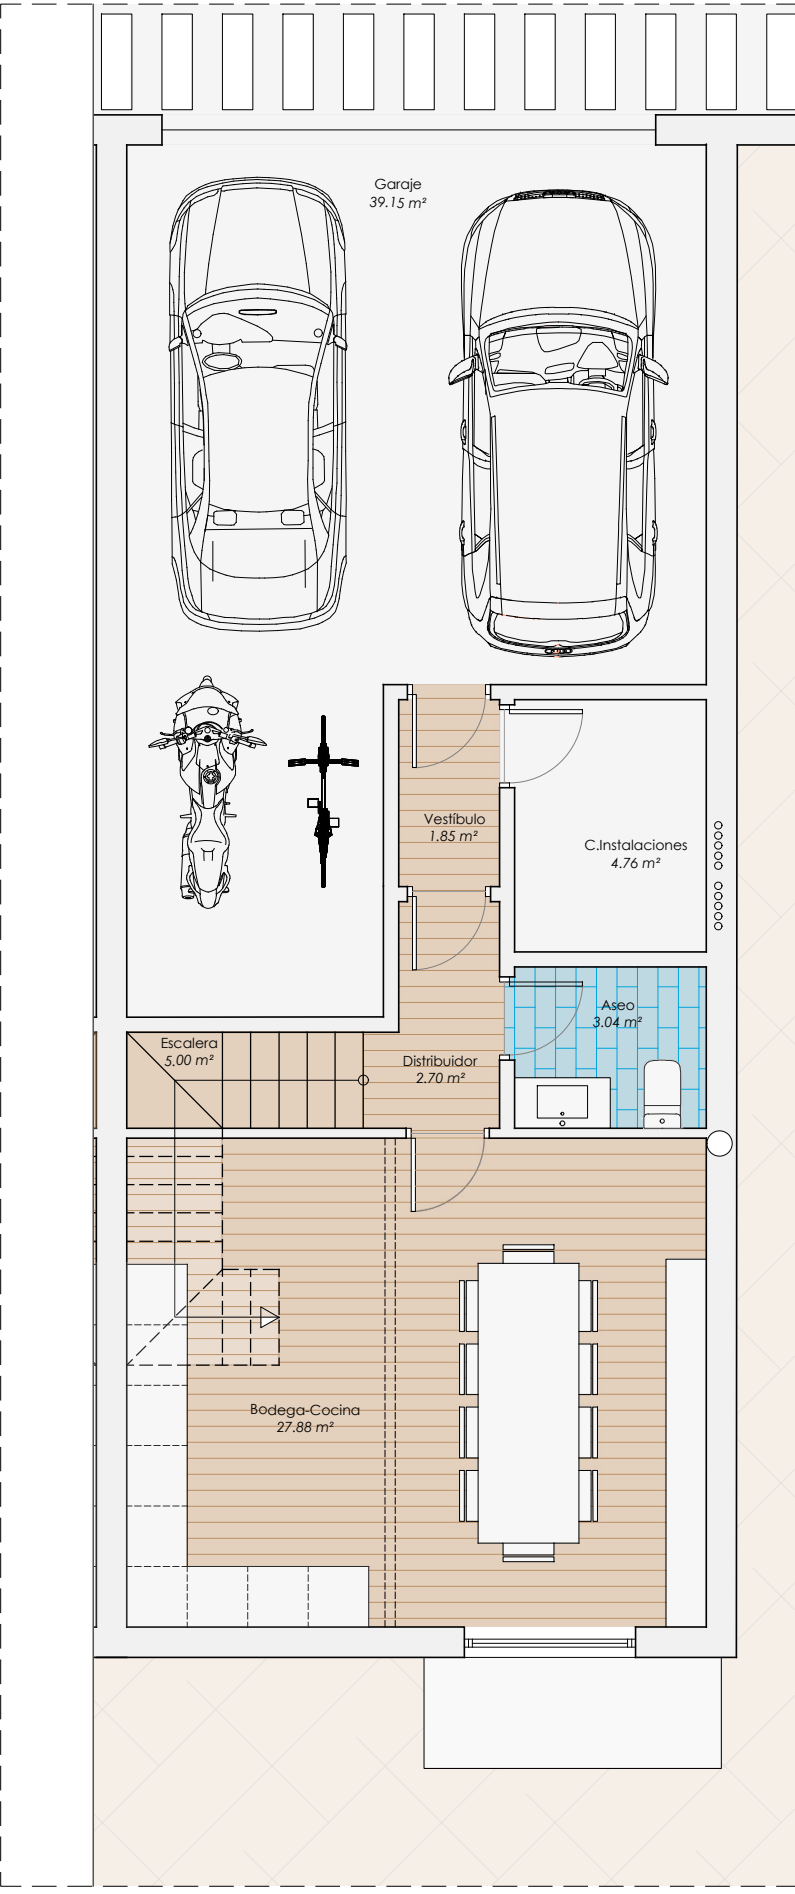 Garaje
39.15 m²
Vestíbulo
1.85 m²
C.Instalaciones
4.76 m²
Aseo
3.04 m²
Escalera
5.00 m²
Distribuidor
2.70 m²
Bodega-Cocina
27.88 m²